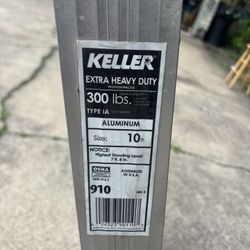 KELLER
EXTRA HEAVY DUTY
300 lbs.
TYPE IA
ALUMINUM
Size: 10 ft.
NOTICE:
Highest Standing Level:
7 ft. 8 in.
OSHA
ASSEMBLED
IN U.S.A.
910